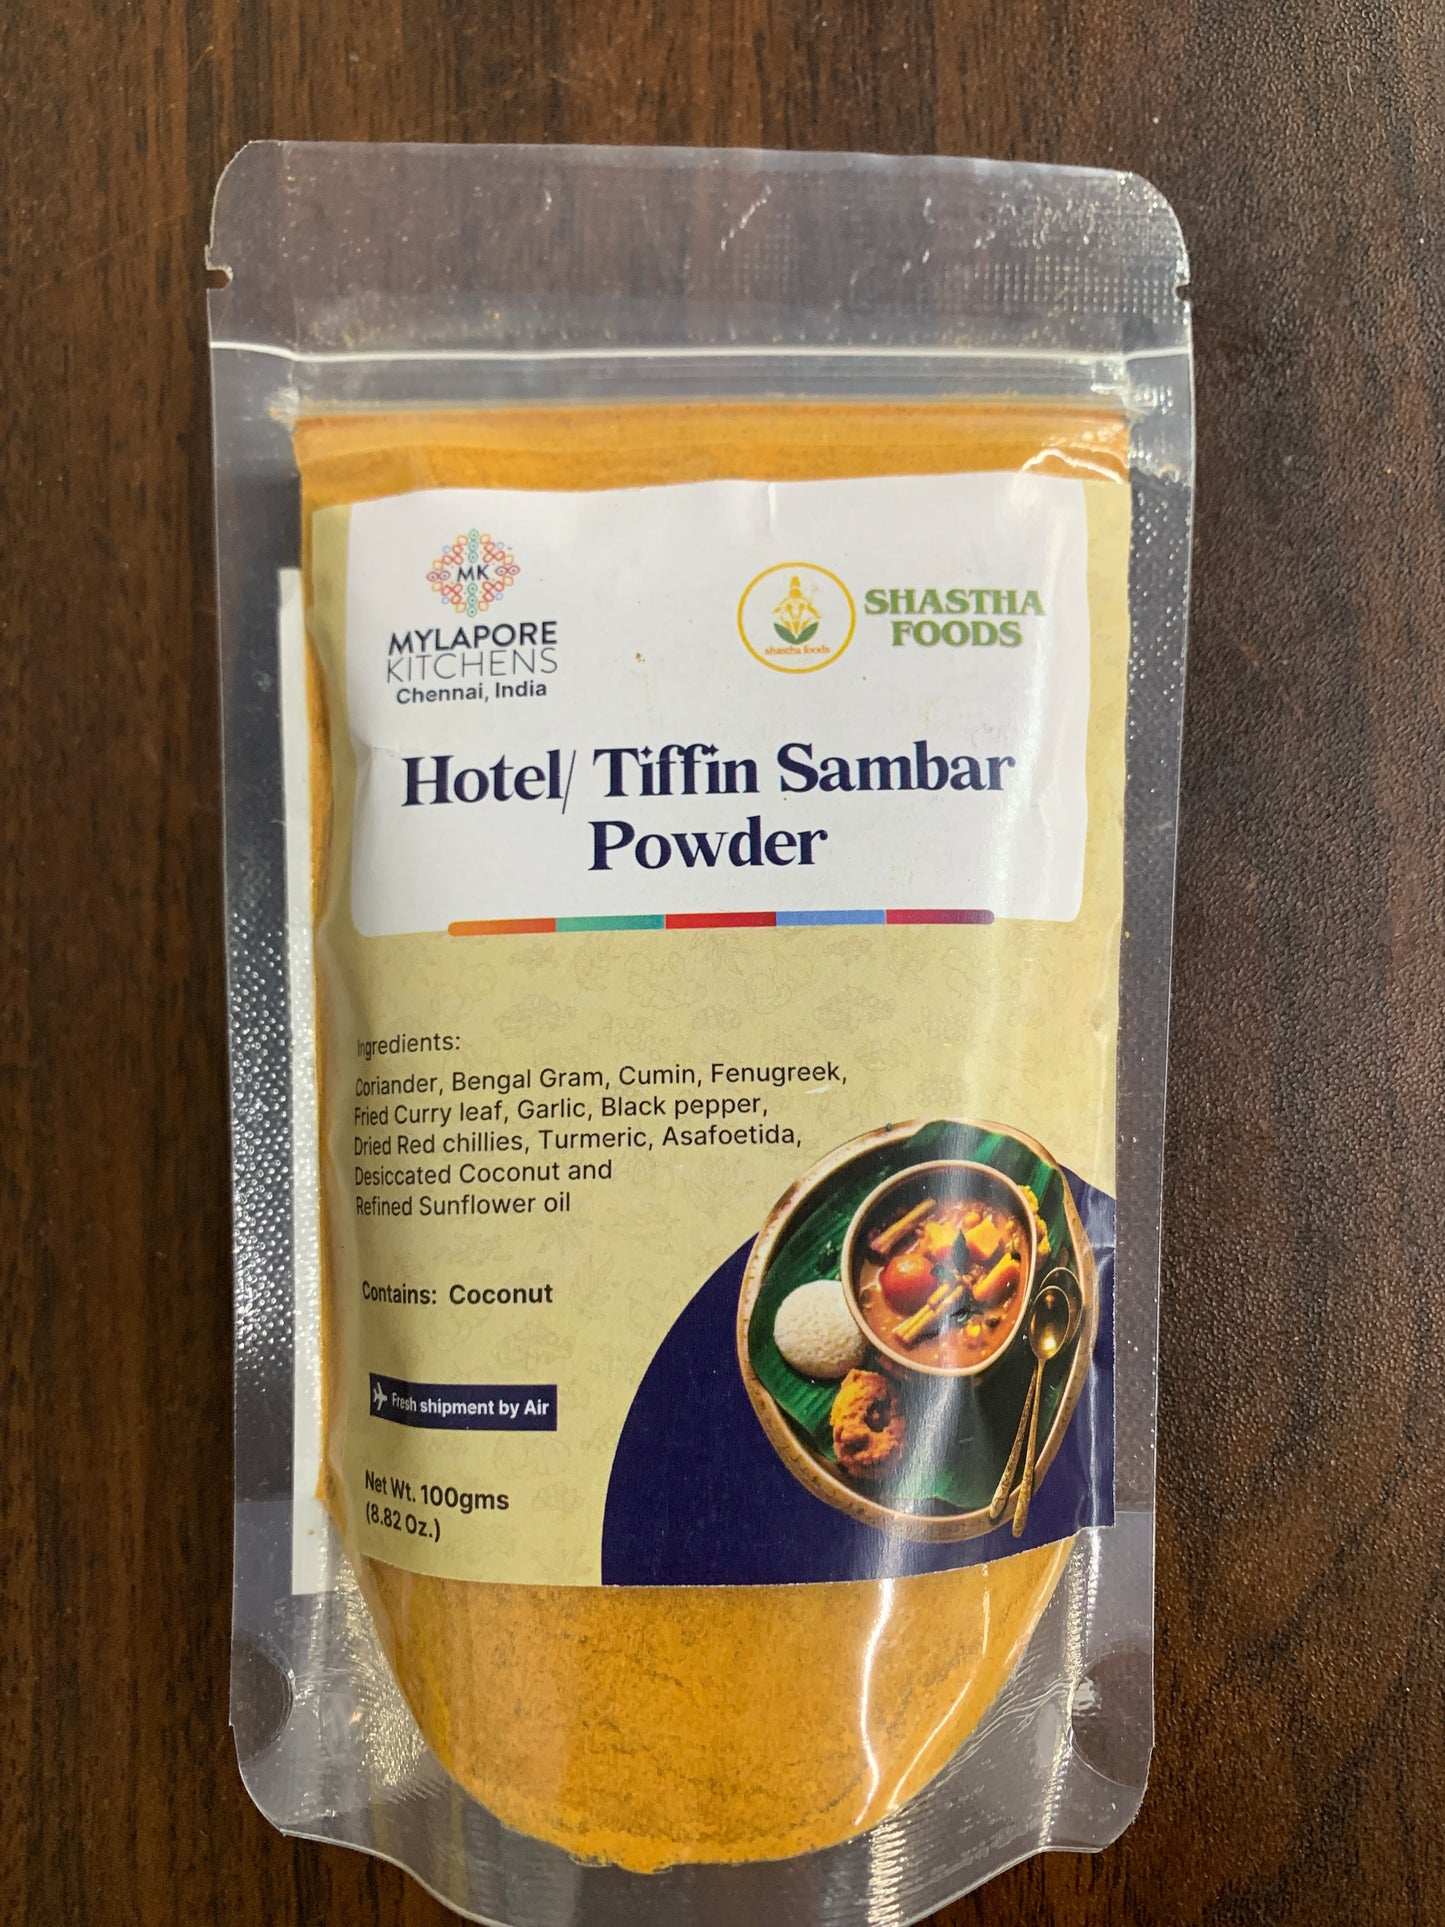 MK
MYLAPORE
KITCHENS
Chennai, India
shastha foods
SHASTHA
FOODS
Hotel/ Tiffin Sambar
Powder
Ingredients:
Coriander, Bengal Gram, Cumin, Fenugreek,
Fried Curry leaf, Garlic, Black pepper,
Dried Red chillies, Turmeric, Asafoetida,
Desiccated Coconut and
Refined Sunflower oil
Contains: Coconut
Fresh shipment by Air
Net Wt. 100gms
(8.82 Oz.)